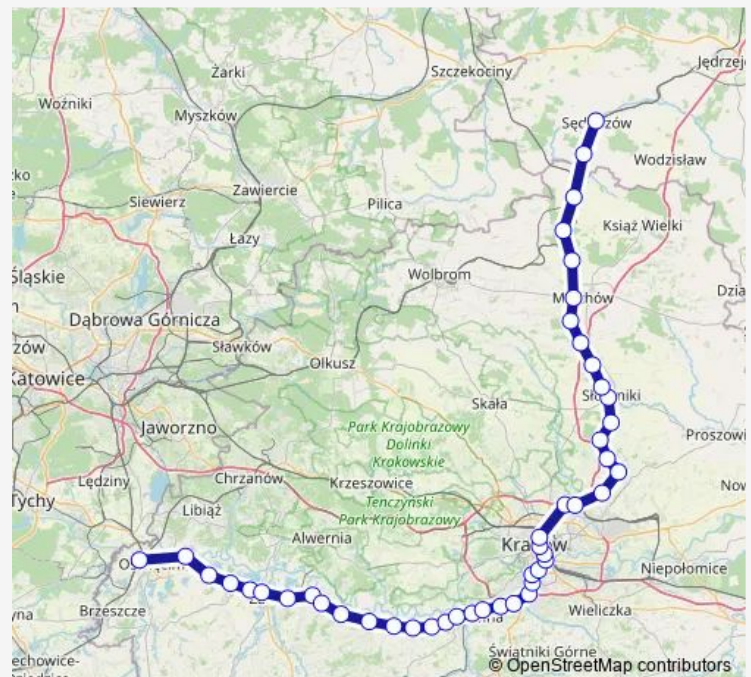 Jędrzej
Szczekociny
Żarki
Woźniki
Myszków
Sęd zów
Wodzisław
Zawiercie
Pilica
Siewierz
Książ Wielki
Łazy
Śląskie
Wolbrom
Dąbrowa Górnicza
Sławków
Olkusz
Katowice
Skała
Jaworzno
Park Krajobrazowy
Dolinki
Krakowskie
Proszowi
Lędziny
Chrzanów
Krzeszowice
Tychy
Libiąż
Tenczyński
Park Krajobrazowy
Alwernia
Niepołomice
Brzeszcze
Wieliczka
Świątniki Górne
© OpenStreetMap contributors